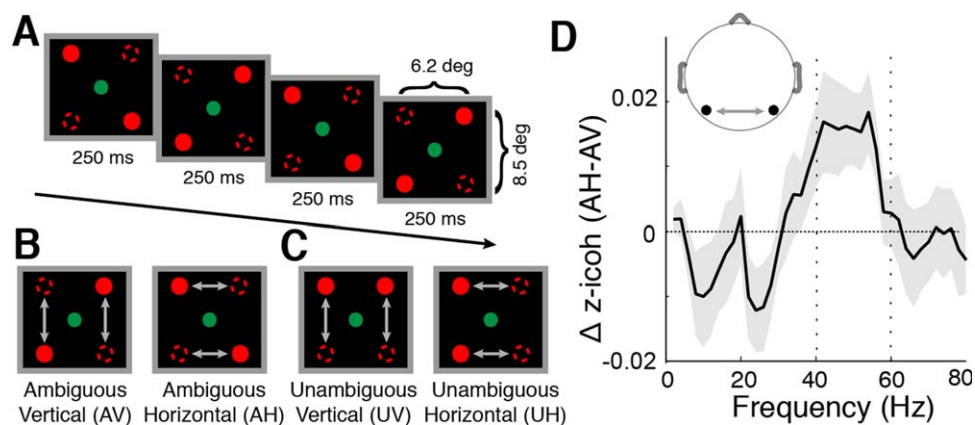 A
250 ms
250 ms
250 ms
250 ms
6.2 deg
8.5 deg
B
Ambiguous
Vertical (AV)
Ambiguous
Horizontal (AH)
C
Unambiguous
Vertical (UV)
Unambiguous
Horizontal (UH)
D
Δ z-icoh (AH-AV)
0.02
0
-0.02
0 20 40 60 80
Frequency (Hz)